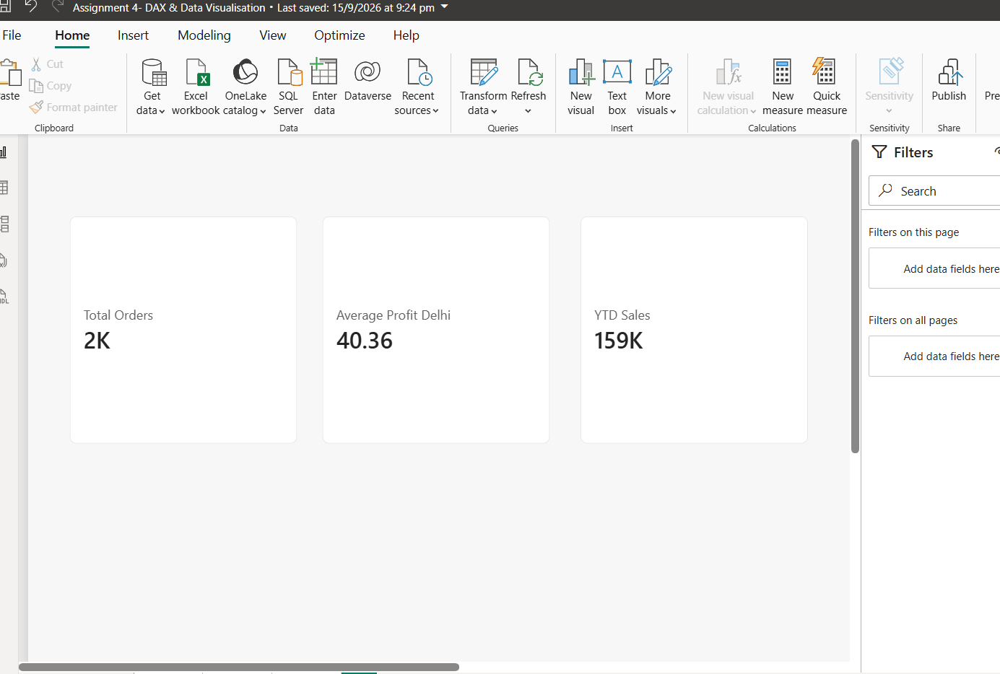 Assignment 4- DAX & Data Visualisation • Last saved: 15/9/2026 at 9:24 pm
File Home Insert Modeling View Optimize Help
Cut
Copy
Format painter
Clipboard
Get data
Excel workbook
OneLake catalog
SQL Server
Enter data
Dataverse
Recent sources
Data
Transform data
Refresh
Queries
New visual
Text box
More visuals
Insert
New visual calculation
New measure
Quick measure
Calculations
Sensitivity
Sensitivity
Publish
Share
Filters
Search
Filters on this page
Add data fields here
Filters on all pages
Add data fields here
Total Orders
2K
Average Profit Delhi
40.36
YTD Sales
159K